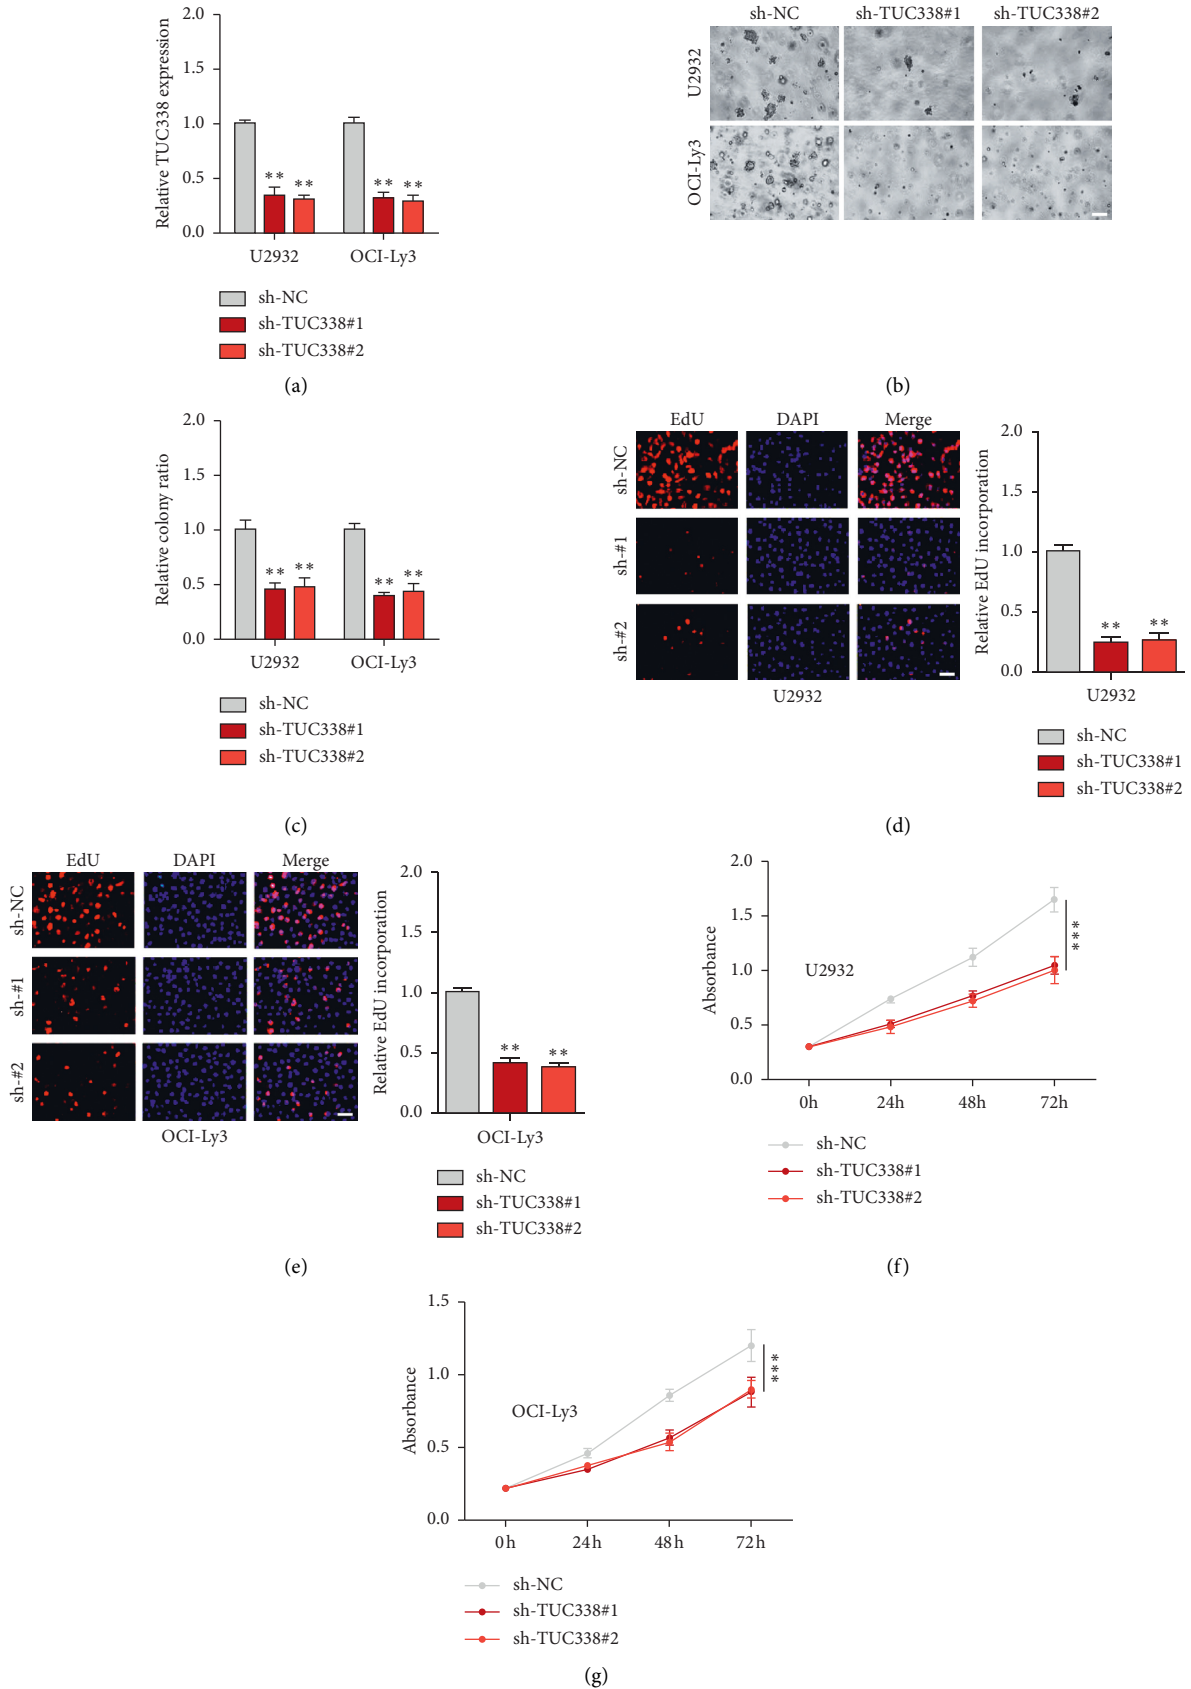 2.0
1.5
1.0
0.5
0.0
Relative TUC338 expression
** ** ** **
U2932 OCI-Ly3
sh-NC
sh-TUC338#1
sh-TUC338#2
(a)
sh-NC sh-TUC338#1 sh-TUC338#2
U2932
OCI-Ly3
(b)
2.0
1.5
1.0
0.5
0.0
Relative colony ratio
** ** ** **
U2932 OCI-Ly3
sh-NC
sh-TUC338#1
sh-TUC338#2
(c)
EdU DAPI Merge
sh-NC
sh-#1
sh-#2
U2932
2.0
1.5
1.0
0.5
0.0
Relative EdU incorporation
** **
U2932
sh-NC
sh-TUC338#1
sh-TUC338#2
(d)
EdU DAPI Merge
sh-NC
sh-#1
sh-#2
OCI-Ly3
2.0
1.5
1.0
0.5
0.0
Relative EdU incorporation
** **
OCI-Ly3
sh-NC
sh-TUC338#1
sh-TUC338#2
(e)
2.0
1.5
1.0
0.5
0.0
Absorbance
U2932
***
0h 24h 48h 72h
sh-NC
sh-TUC338#1
sh-TUC338#2
(f)
1.5
1.0
0.5
0.0
Absorbance
OCI-Ly3
***
0h 24h 48h 72h
sh-NC
sh-TUC338#1
sh-TUC338#2
(g)